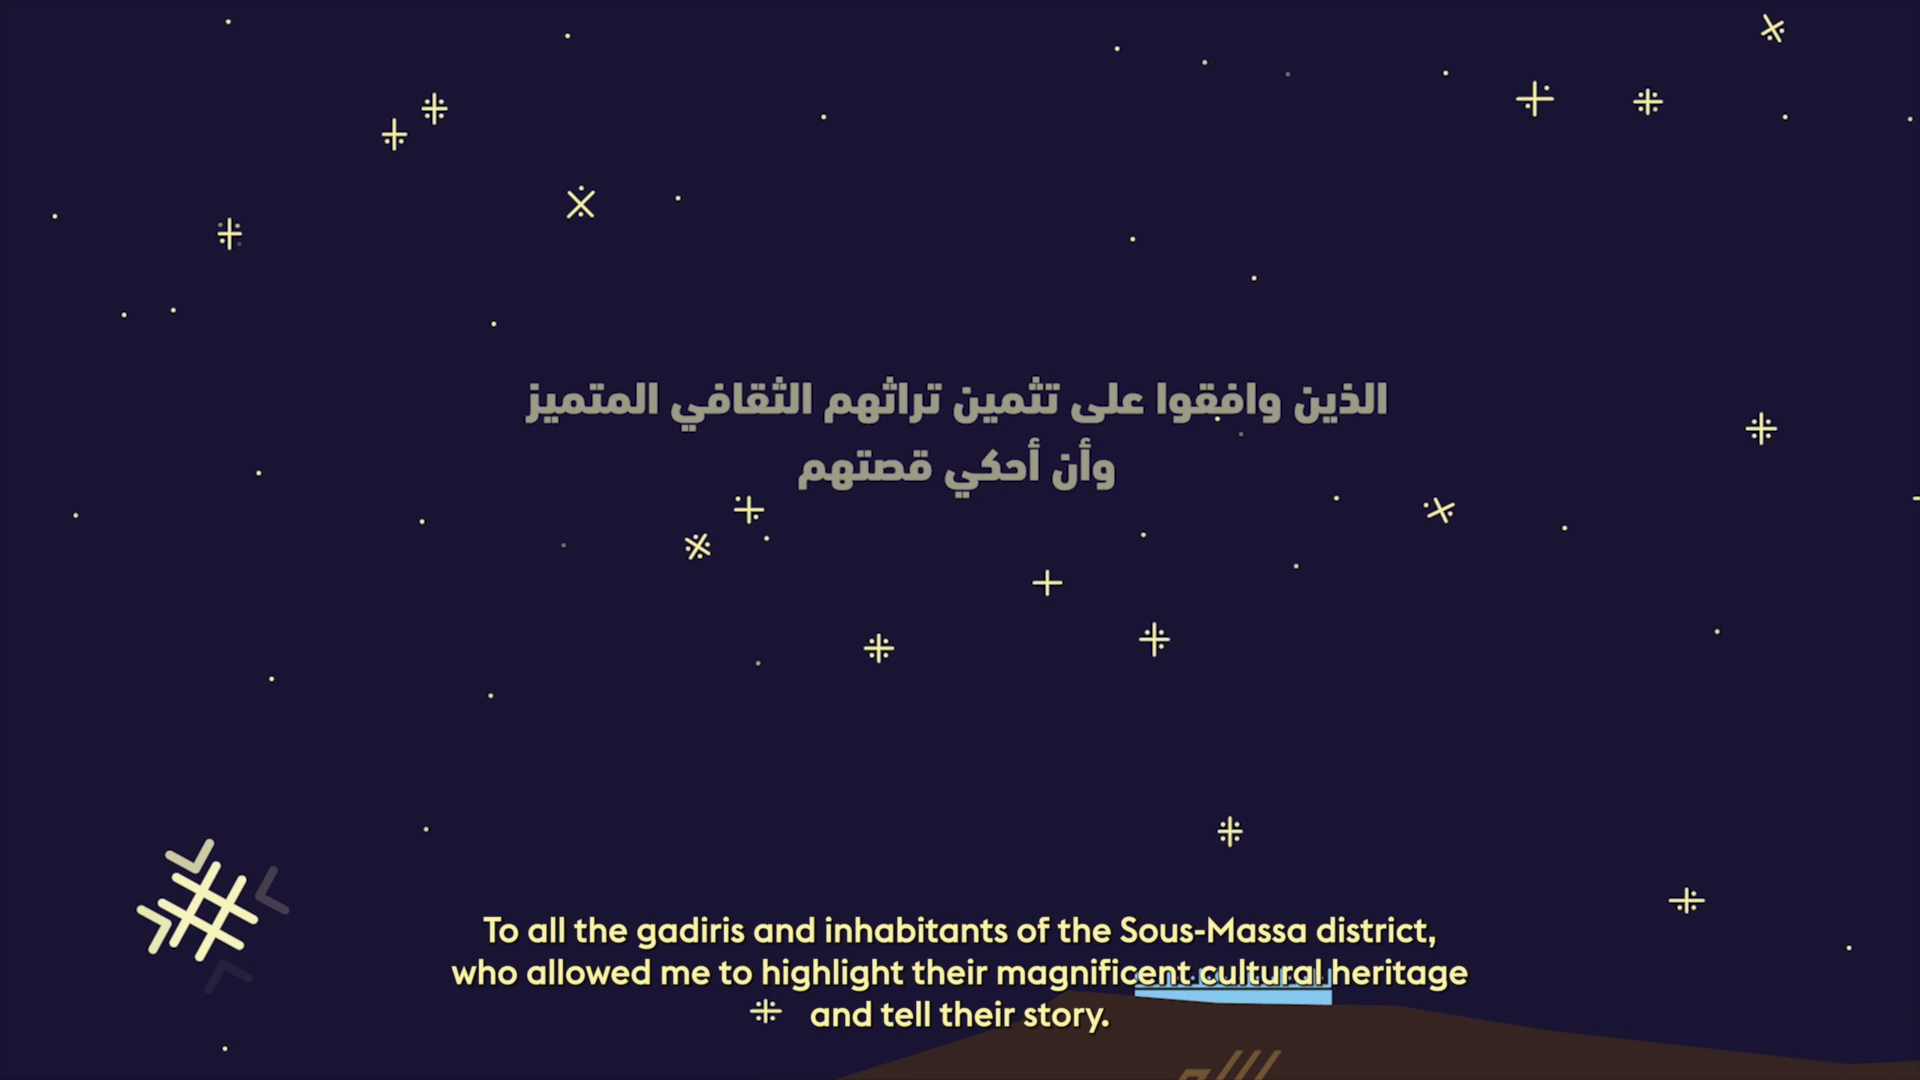 الذين وافقوا على تثمين تراثهم الثقافي المتميز
وأن أحكي قصتهم
To all the gadiris and inhabitants of the Sous-Massa district,
who allowed me to highlight their magnificent cultural heritage
and tell their story.